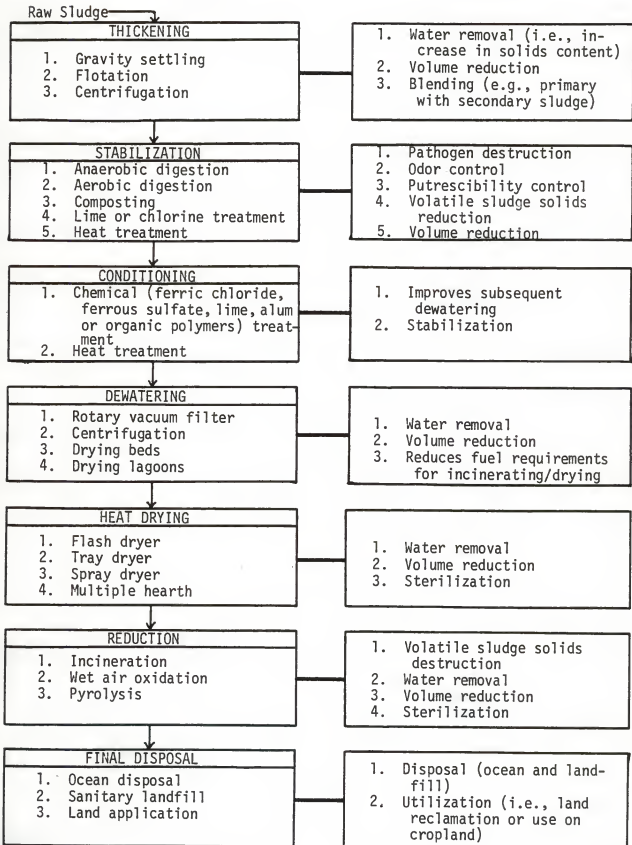 Raw Sludge
THICKENING
1. Gravity settling
2. Flotation
3. Centrifugation
1. Water removal (i.e., in-
crease in solids content)
2. Volume reduction
3. Blending (e.g., primary
with secondary sludge)
STABILIZATION
1. Anaerobic digestion
2. Aerobic digestion
3. Composting
4. Lime or chlorine treatment
5. Heat treatment
1. Pathogen destruction
2. Odor control
3. Putrescibility control
4. Volatile sludge solids
reduction
5. Volume reduction
CONDITIONING
1. Chemical (ferric chloride,
ferrous sulfate, lime, alum
or organic polymers) treat-
ment
2. Heat treatment
1. Improves subsequent
dewatering
2. Stabilization
DEWATERING
1. Rotary vacuum filter
2. Centrifugation
3. Drying beds
4. Drying lagoons
1. Water removal
2. Volume reduction
3. Reduces fuel requirements
for incinerating/drying
HEAT DRYING
1. Flash dryer
2. Tray dryer
3. Spray dryer
4. Multiple hearth
1. Water removal
2. Volume reduction
3. Sterilization
REDUCTION
1. Incineration
2. Wet air oxidation
3. Pyrolysis
1. Volatile sludge solids
destruction
2. Water removal
3. Volume reduction
4. Sterilization
FINAL DISPOSAL
1. Ocean disposal
2. Sanitary landfill
3. Land application
1. Disposal (ocean and land-
fill)
2. Utilization (i.e., land
reclamation or use on
cropland)